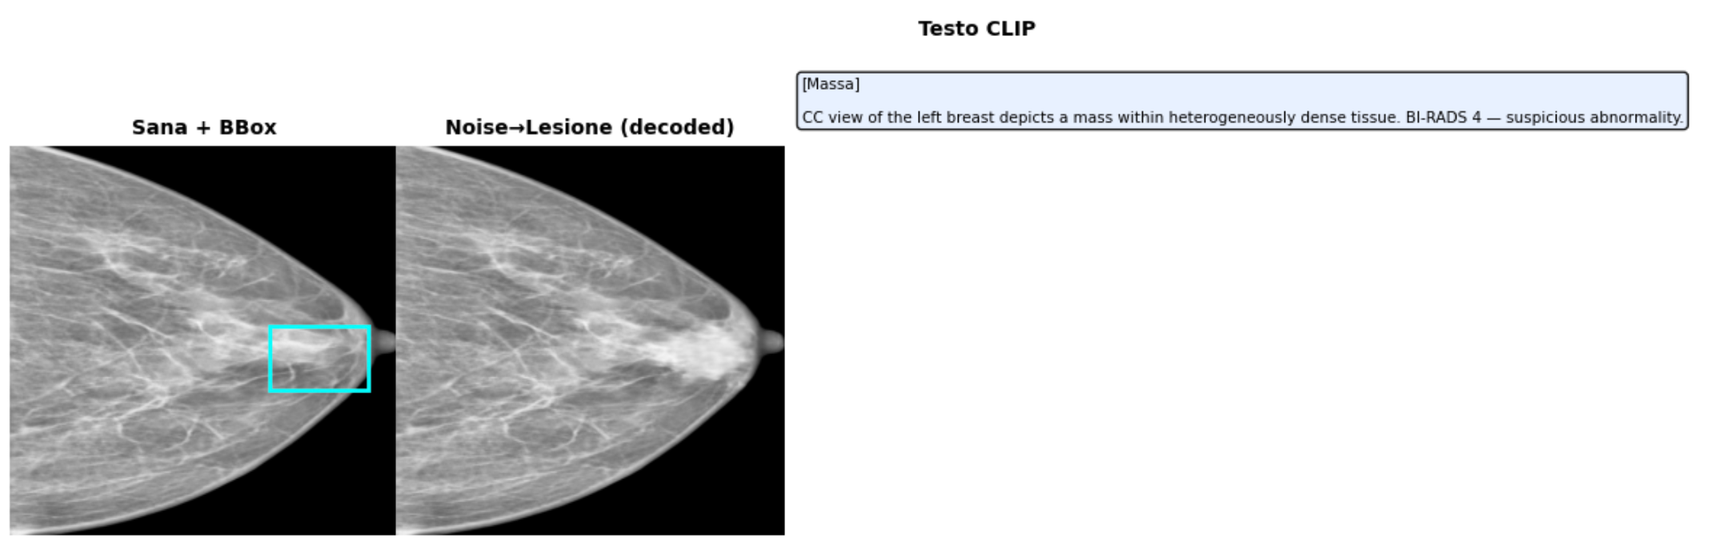 Testo CLIP
[Massa]
CC view of the left breast depicts a mass within heterogeneously dense tissue. BI-RADS 4 — suspicious abnormality.
Sana + BBox
Noise→Lesione (decoded)